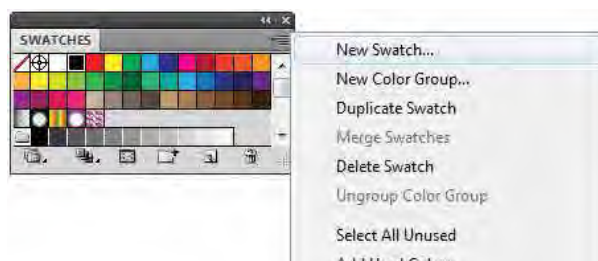 SWATCHES
New Swatch...
New Color Group...
Duplicate Swatch
Merge Swatches
Delete Swatch
Ungroup Color Group
Select All Unused